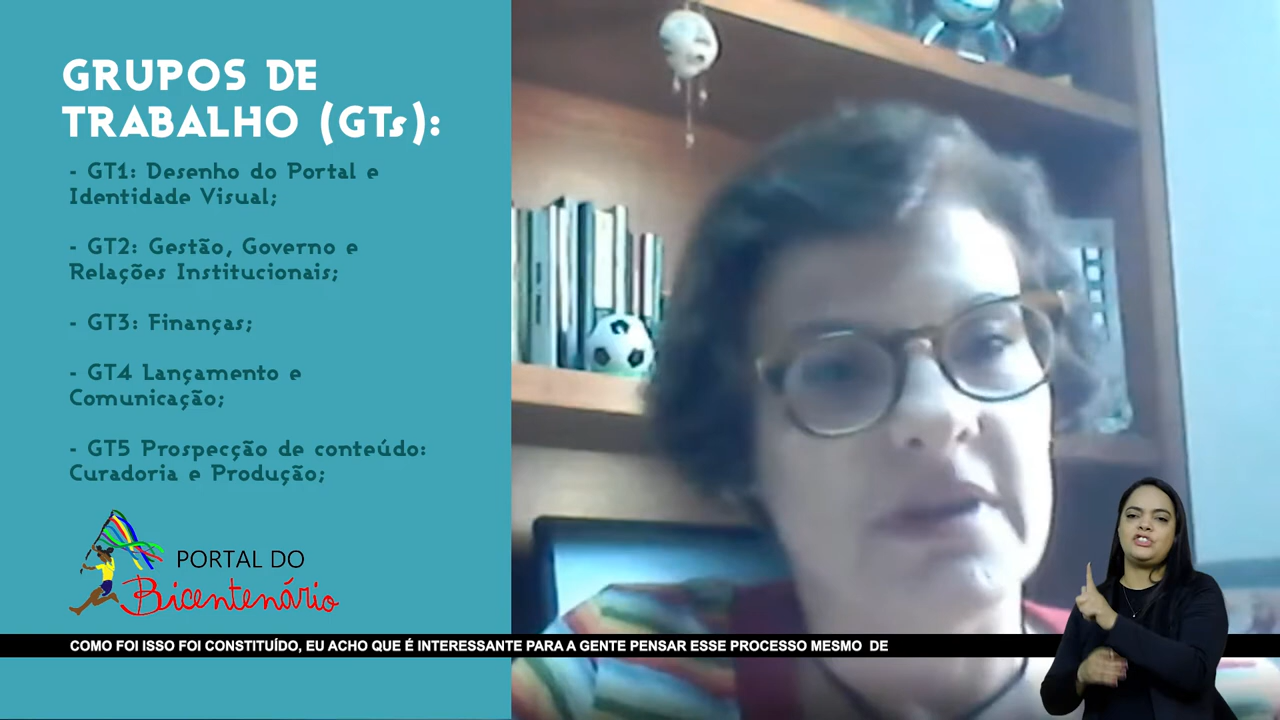 GRUPOS DE
TRABALHO (GTs):
- GT1: Desenho do Portal e
Identidade Visual;
- GT2: Gestão, Governo e
Relações Institucionais;
- GT3: Finanças;
- GT4 Lançamento e
Comunicação;
- GT5 Prospecção de conteúdo:
Curadoria e Produção;
PORTAL DO
Bicentenário
COMO FOI ISSO FOI CONSTITUÍDO, EU ACHO QUE É INTERESSANTE PARA A GENTE PENSAR ESSE PROCESSO MESMO DE